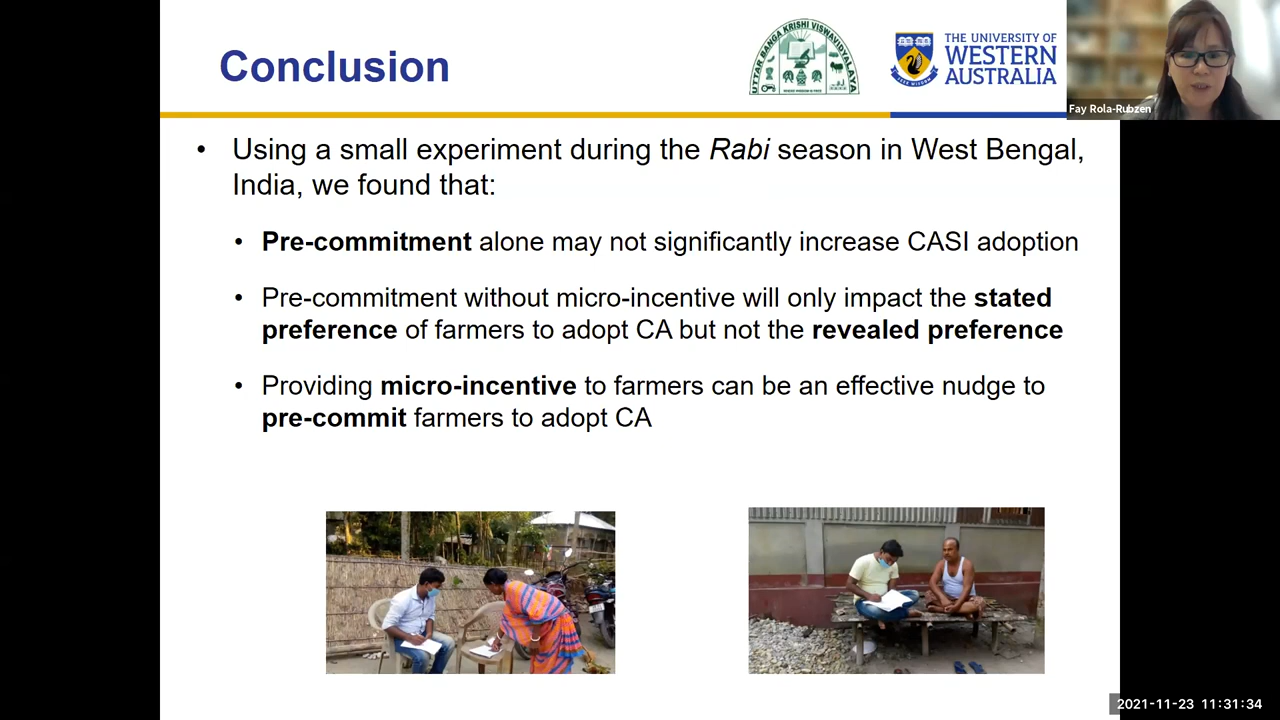 Conclusion
UTTAR BANGA KRISHI VISWAVIDYALAYA
THE UNIVERSITY OF
WESTERN
AUSTRALIA
Fay Rola-Rubzen
• Using a small experiment during the Rabi season in West Bengal,
India, we found that:
• Pre-commitment alone may not significantly increase CASI adoption
• Pre-commitment without micro-incentive will only impact the stated
preference of farmers to adopt CA but not the revealed preference
• Providing micro-incentive to farmers can be an effective nudge to
pre-commit farmers to adopt CA
2021-11-23 11:31:34